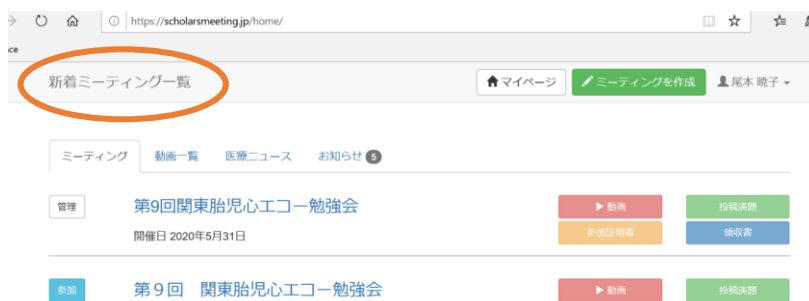 https://scholarsmeeting.jp/home/
ce
新着ミーティング一覧
マイページ
ミーティングを作成
尾本 暁子
ミーティング
動画一覧
医療ニュース
お知らせ 5
管理
第9回関東胎児心エコー勉強会
動画
投稿演題
開催日 2020年5月31日
参加証明書
領収書
参加
第９回　関東胎児心エコー勉強会
動画
投稿演題